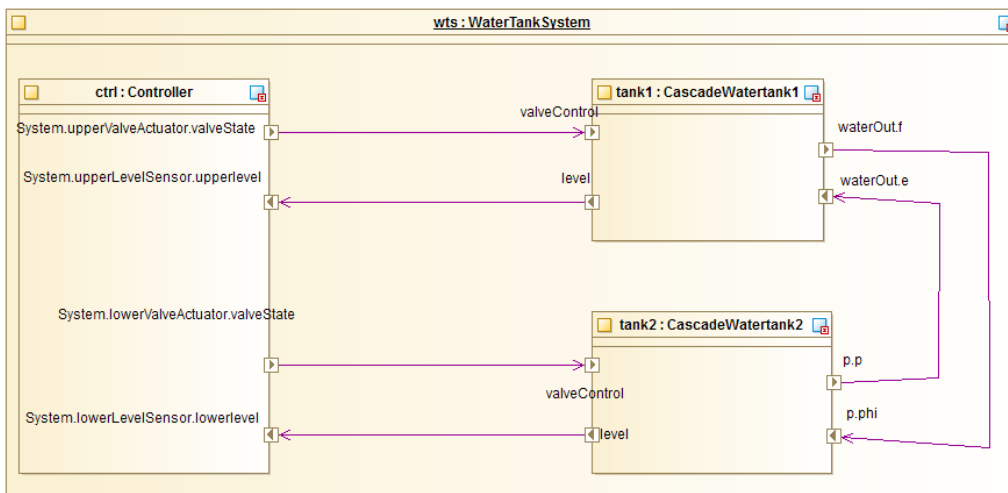 wts : WaterTankSystem
ctrl : Controller
tank1 : CascadeWatertank1
valveControl
waterOut.f
System.upperValveActuator.valveState
System.upperLevelSensor.upperlevel
level
waterOut.e
System.lowerValveActuator.valveState
tank2 : CascadeWatertank2
p.p
valveControl
System.lowerLevelSensor.lowerlevel
p.phi
level